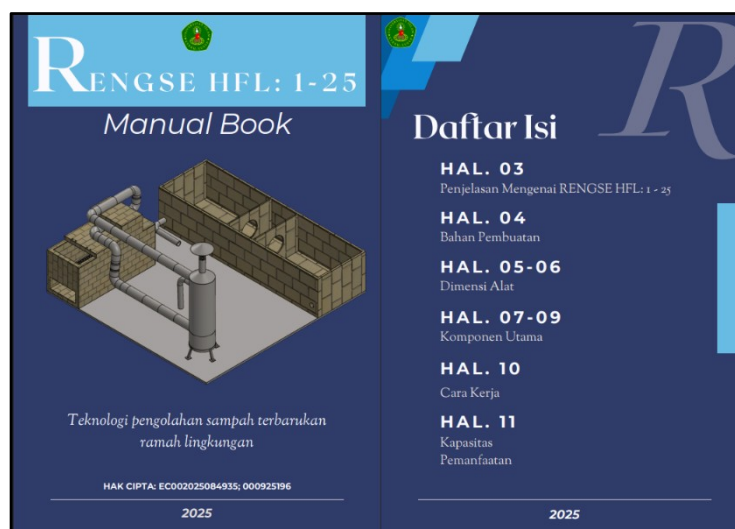 RENGSE HFL: 1-25
Manual Book
Teknologi pengolahan sampah terbarukan
ramah lingkungan
HAK CIPTA: EC002025084935; 000925196
2025
R
Daftar Isi
HAL. 03
Penjelasan Mengenai RENGSE HFL: 1 - 25
HAL. 04
Bahan Pembuatan
HAL. 05-06
Dimensi Alat
HAL. 07-09
Komponen Utama
HAL. 10
Cara Kerja
HAL. 11
Kapasitas
Pemanfaatan
2025